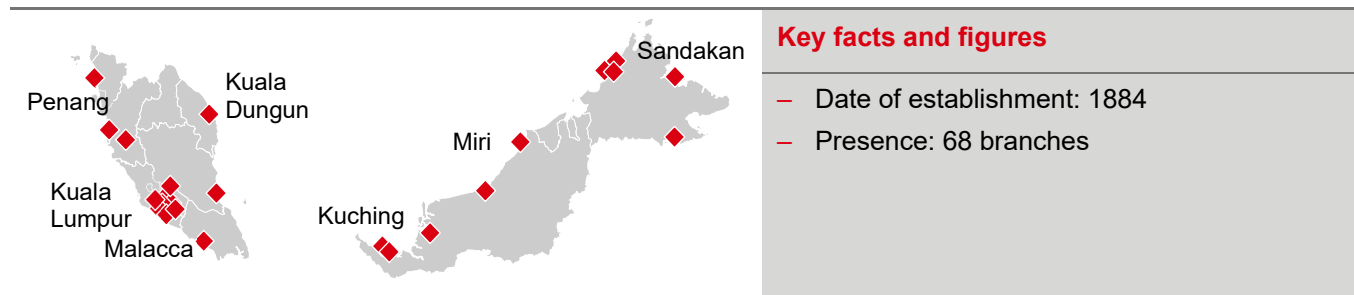 Penang
Kuala
Dungun
Kuala
Lumpur
Malacca
Sandakan
Miri
Kuching
Key facts and figures
– Date of establishment: 1884
– Presence: 68 branches